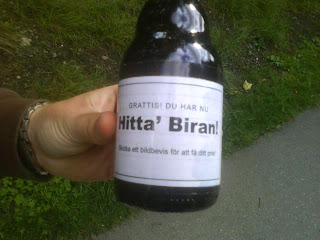 GRATTIS! DU HAR NU
Hitta' Biran!
ett bildbevis för att få ditt pris!